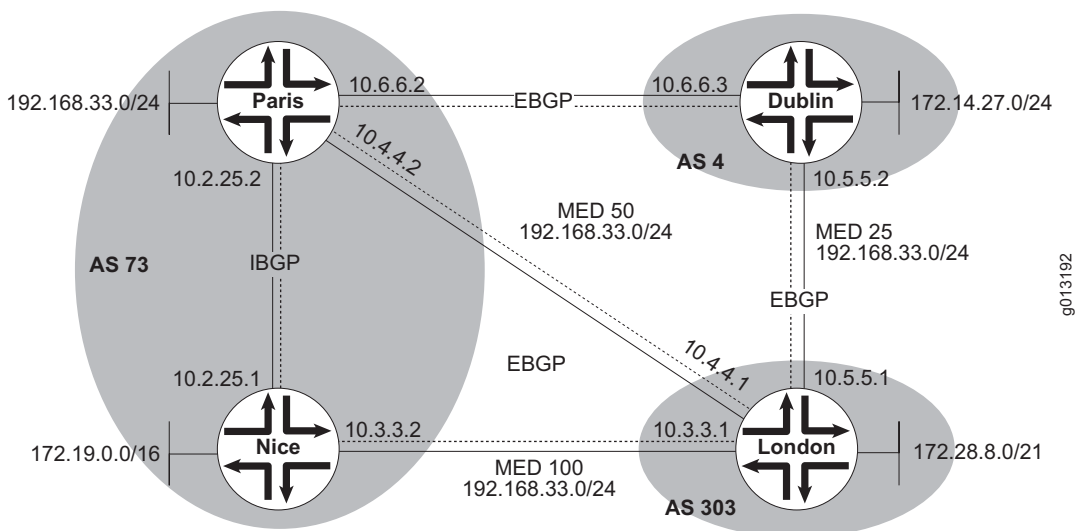 10.6.6.2
10.6.6.3
192.168.33.0/24
Paris
EBGP
Dublin
172.14.27.0/24
10.4.4.2
AS 4
10.2.25.2
10.5.5.2
MED 50
192.168.33.0/24
MED 25
192.168.33.0/24
AS 73
IBGP
EBGP
g013192
EBGP
10.4.4.1
10.2.25.1
10.5.5.1
10.3.3.2
10.3.3.1
172.19.0.0/16
Nice
London
172.28.8.0/21
MED 100
192.168.33.0/24
AS 303